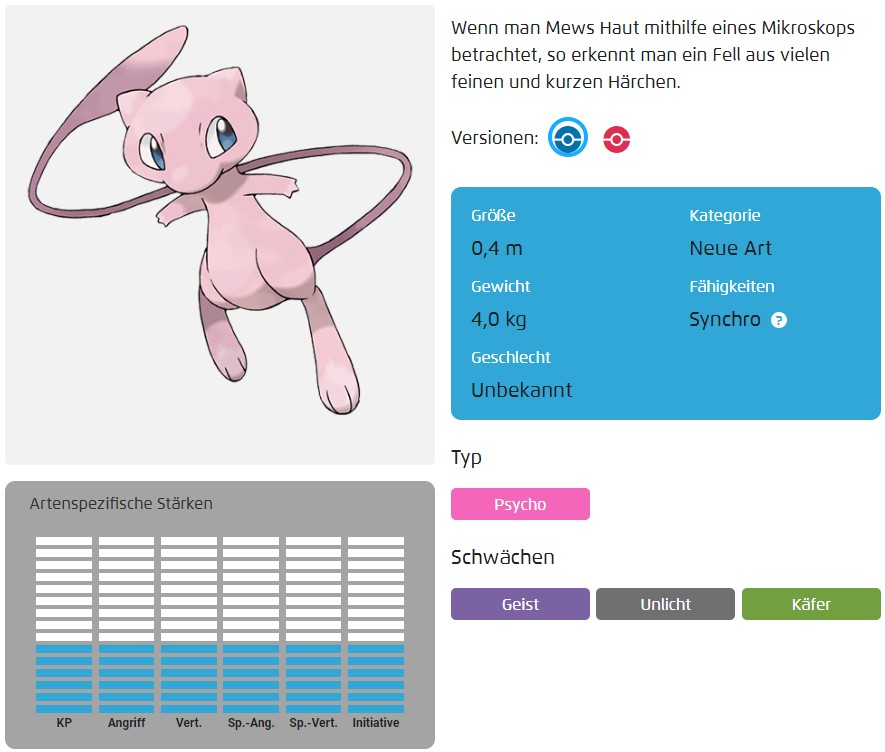 Wenn man Mews Haut mithilfe eines Mikroskops
betrachtet, so erkennt man ein Fell aus vielen
feinen und kurzen Härchen.
Versionen:
Größe
0,4 m
Kategorie
Neue Art
Gewicht
4,0 kg
Fähigkeiten
Synchro ?
Geschlecht
Unbekannt
Typ
Psycho
Schwächen
Geist
Unlicht
Käfer
Artenspezifische Stärken
KP Angriff Vert. Sp.-Ang. Sp.-Vert. Initiative